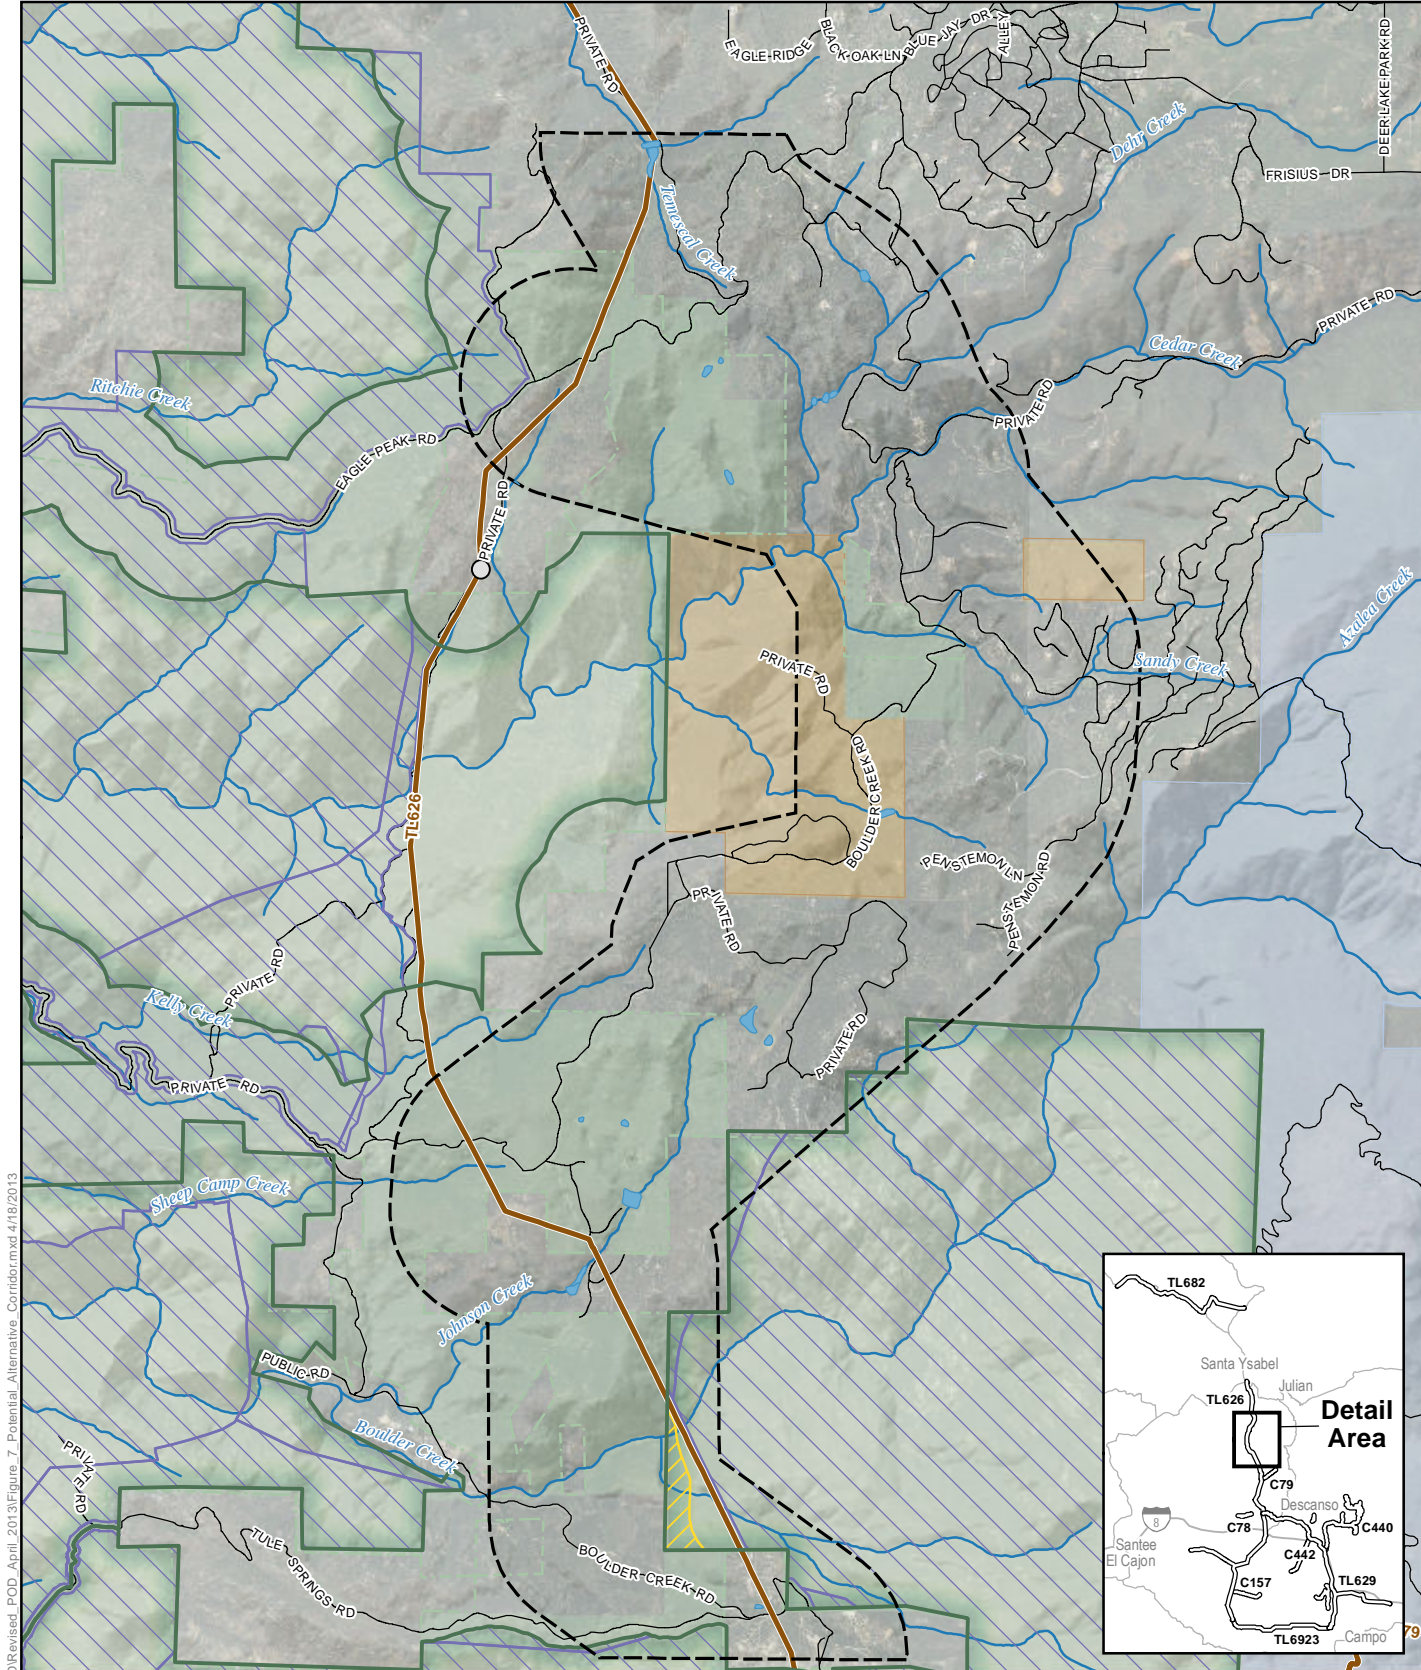 PRIVATE RD
EAGLE RIDGE
BLACK OAK LN
BLUE JAY DR
ALLEY
DEER LAKE PARK RD
Dehr Creek
FRISIUS DR
Temescal Creek
PRIVATE RD
Cedar Creek
Ritchie Creek
PRIVATE RD
EAGLE PEAK RD
PRIVATE RD
Azalea Creek
Sandy Creek
PRIVATE RD
BOULDER CREEK RD
TL626
PENSTEMON LN
PENSTEMON RD
PRIVATE RD
PRIVATE RD
Kelly Creek
PRIVATE RD
PRIVATE RD
Sheep Camp Creek
Johnson Creek
PUBLIC RD
Boulder Creek
PRIVATE RD
TULE SPRINGS RD
BOULDER CREEK RD
TL682
Santa Ysabel
Julian
TL626
Detail
Area
C79
Descanso
8
C78
C440
Santee
El Cajon
C442
C157
TL629
TL6923
Campo
79
D\Revised_POD_April_2013\Figure_7_Potential_Alternative_Corridor.mxd 4/18/2013